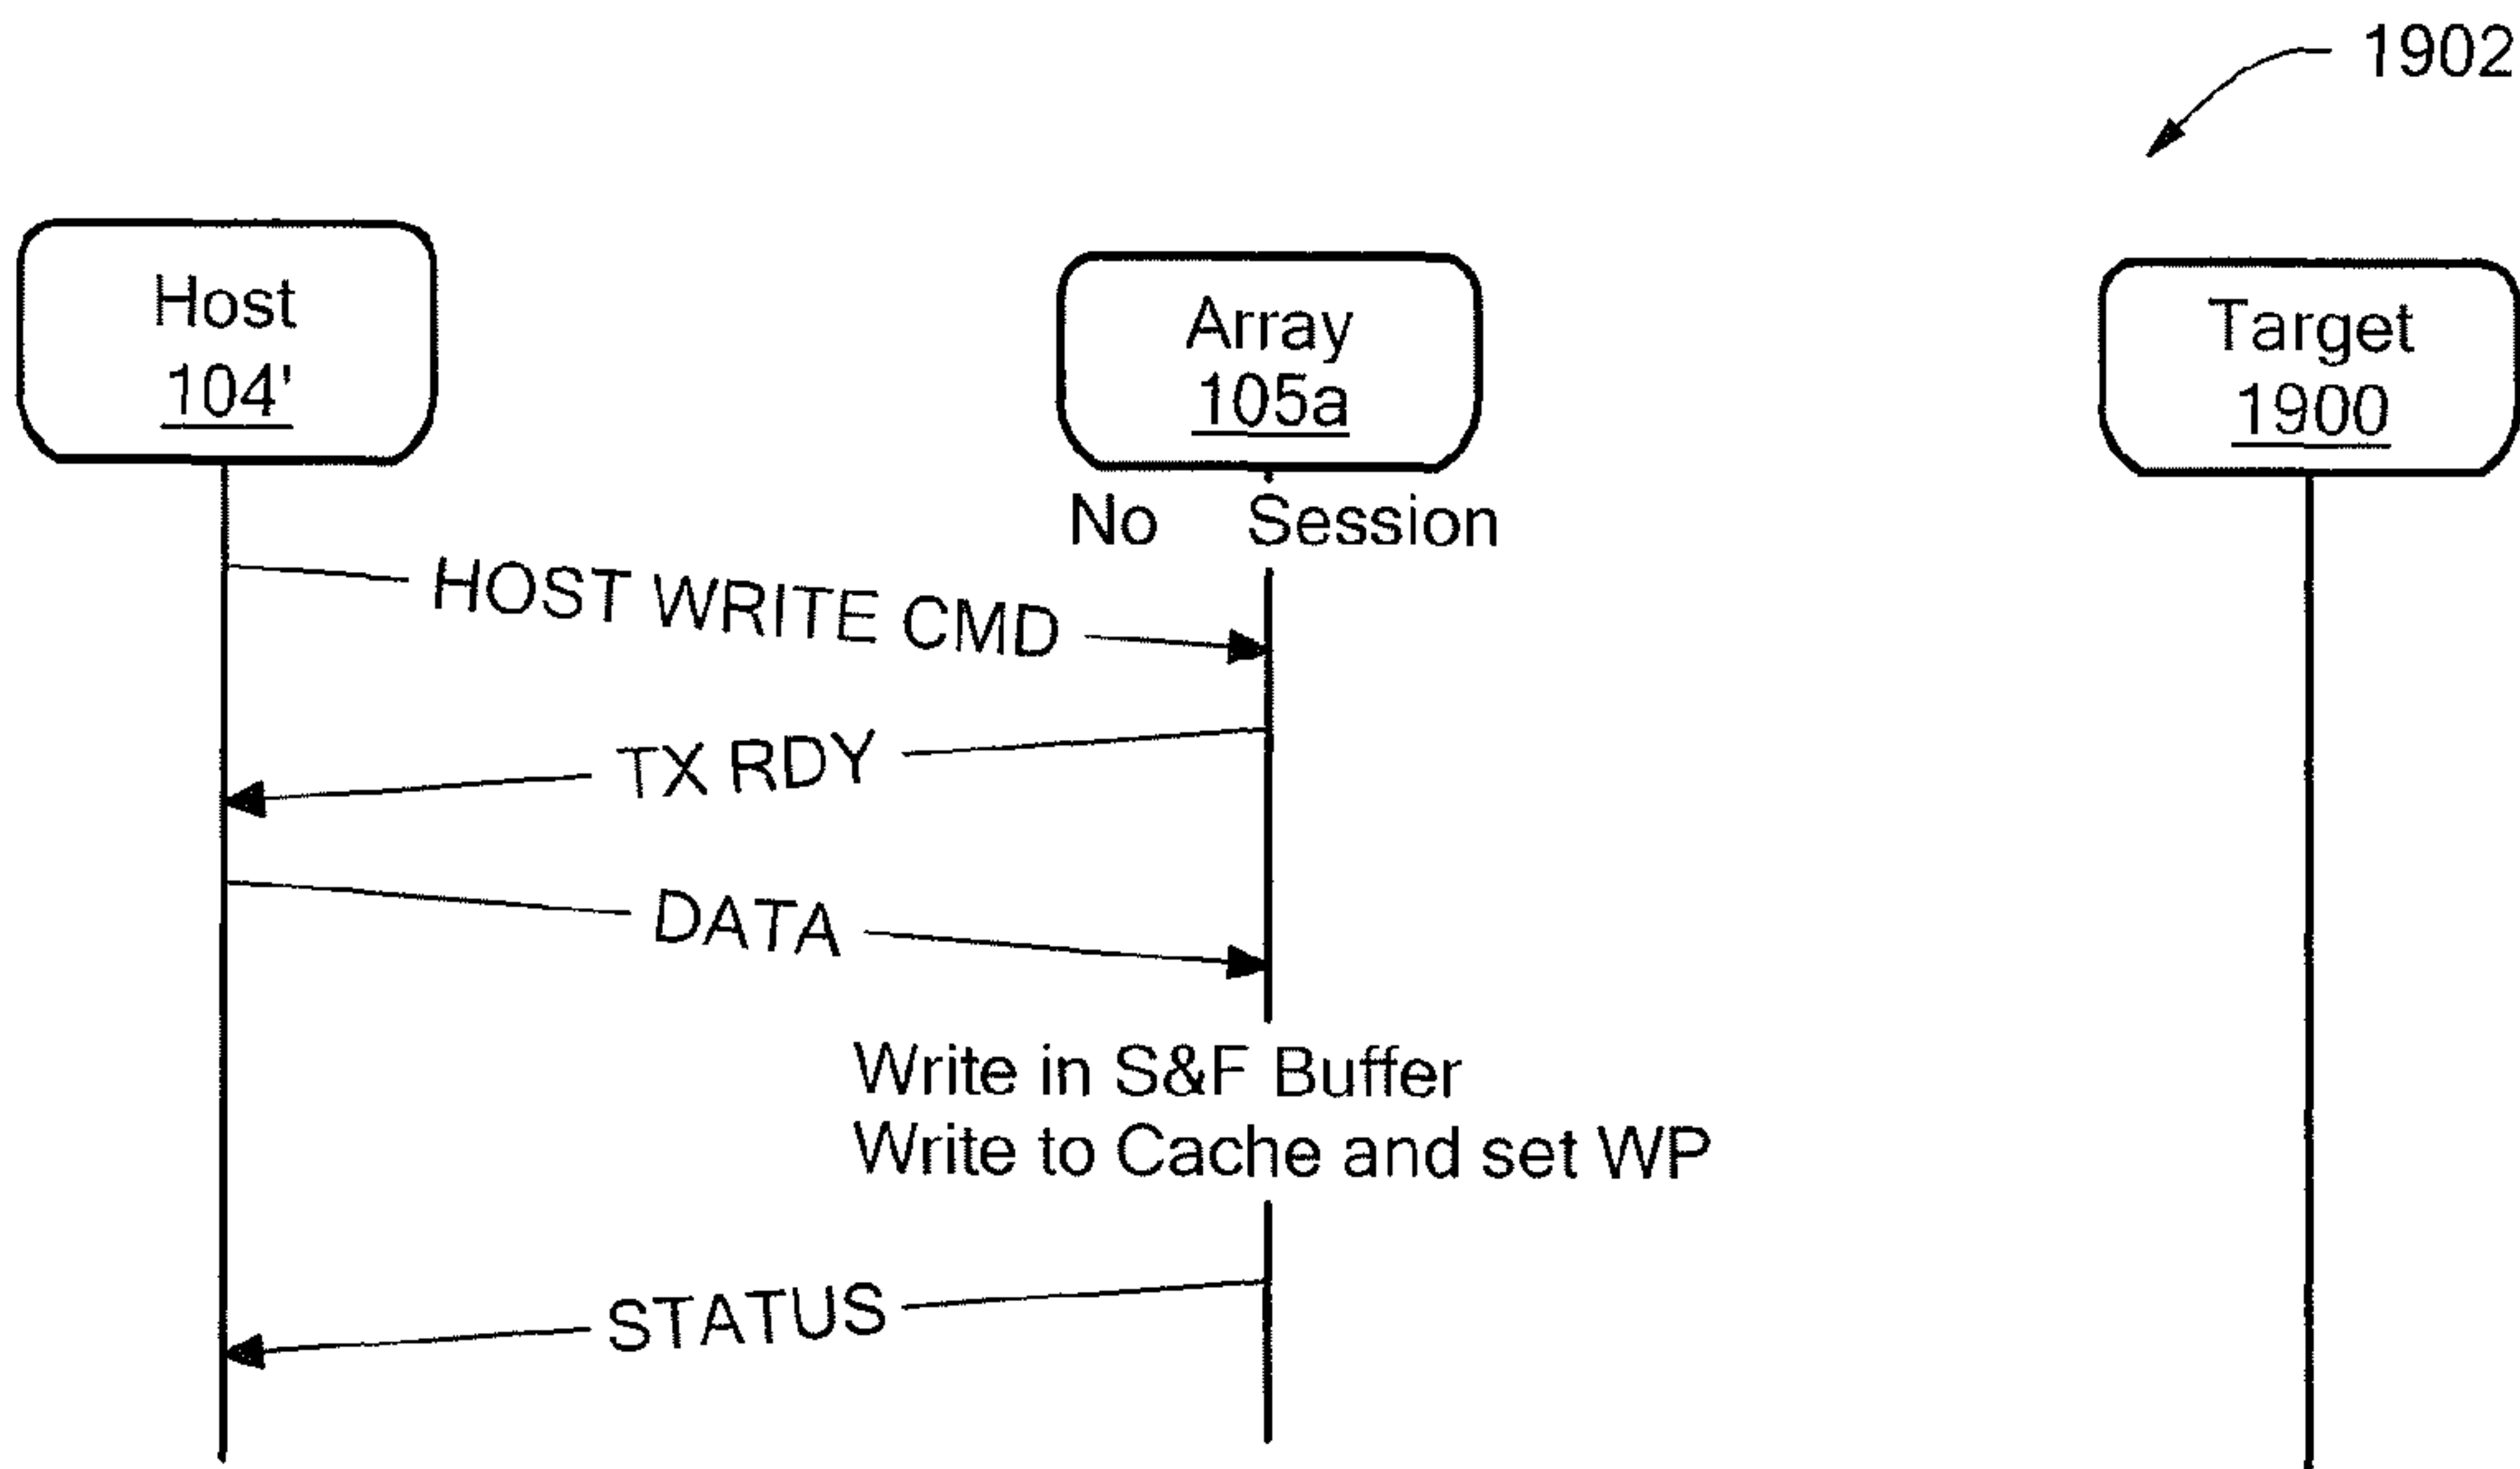 1902
Host
104'
Array
105a
Target
1900
No Session
HOST WRITE CMD
TX RDY
DATA
Write in S&F Buffer
Write to Cache and set WP
STATUS